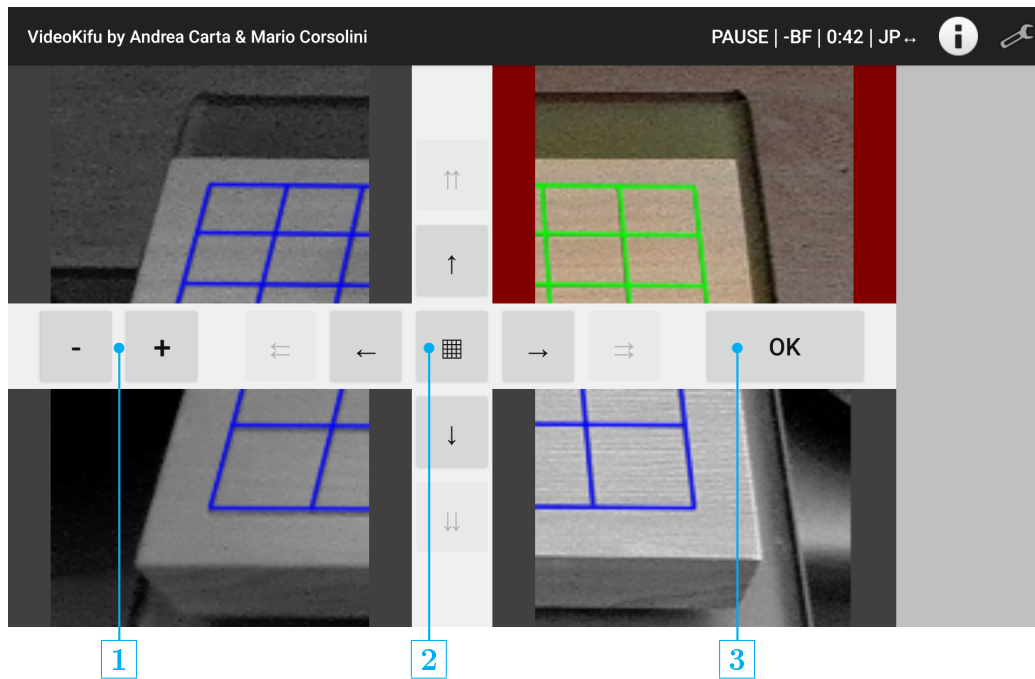 VideoKifu by Andrea Carta & Mario Corsolini
PAUSE | -BF | 0:42 | JP↔
⇈
↑
- + ⇇ ← → ⇉ OK
↓
⇊
1 2 3